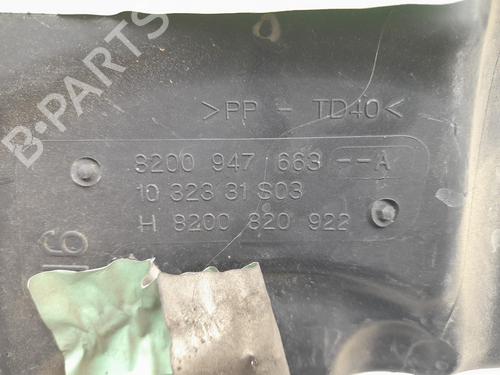 B-PARTS
>PP - TD40<
8200 947 663 --A
10 323 31 S03
H 8200 820 922